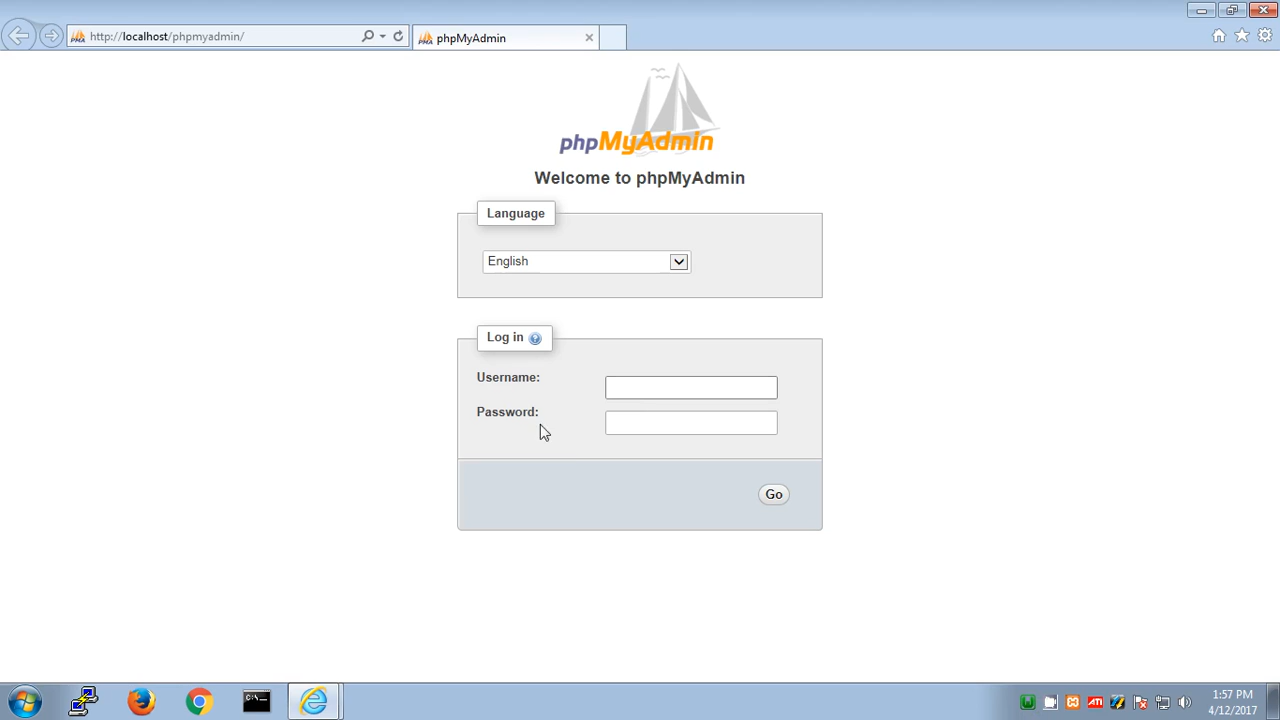 http://localhost/phpmyadmin/
phpMyAdmin
phpMyAdmin
Welcome to phpMyAdmin
Language
English
Log in
Username:
Password:
Go
1:57 PM
4/12/2017